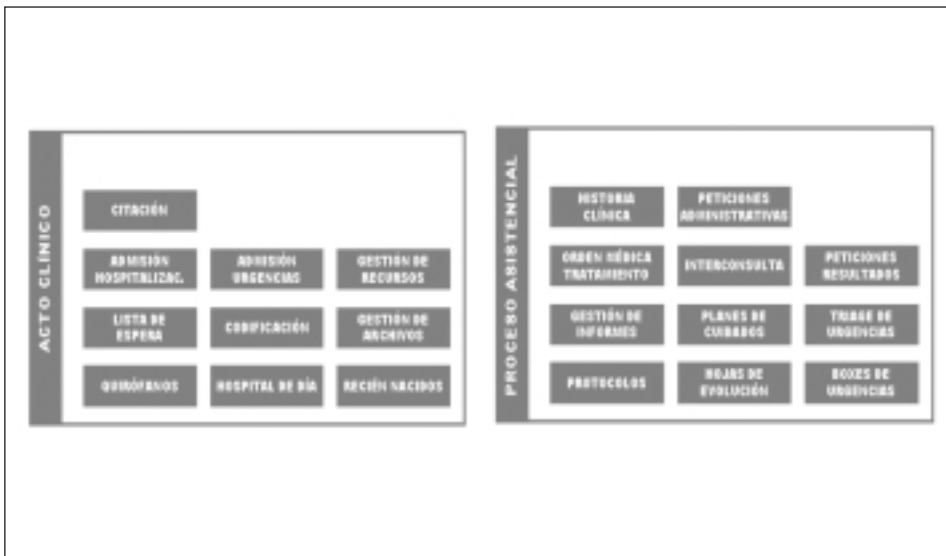 ACTO CLÍNICO
CITACIÓN
ADMISIÓN
HOSPITALIZAC.
ADMISIÓN
URGENCIAS
GESTIÓN DE
RECURSOS
LISTA DE
ESPERA
CODIFICACIÓN
GESTIÓN DE
ARCHIVOS
QUIRÓFANOS
HOSPITAL DE DÍA
RECIÉN NACIDOS
PROCESO ASISTENCIAL
HISTORIA
CLÍNICA
PETICIONES
ADMINISTRATIVAS
ORDEN MÉDICA
TRATAMIENTO
INTERCONSULTA
PETICIONES
RESULTADOS
GESTIÓN DE
INFORMES
PLANES DE
CUIDADOS
TRIAGE DE
URGENCIAS
PROTOCOLOS
HOJAS DE
EVOLUCIÓN
BOXES DE
URGENCIAS